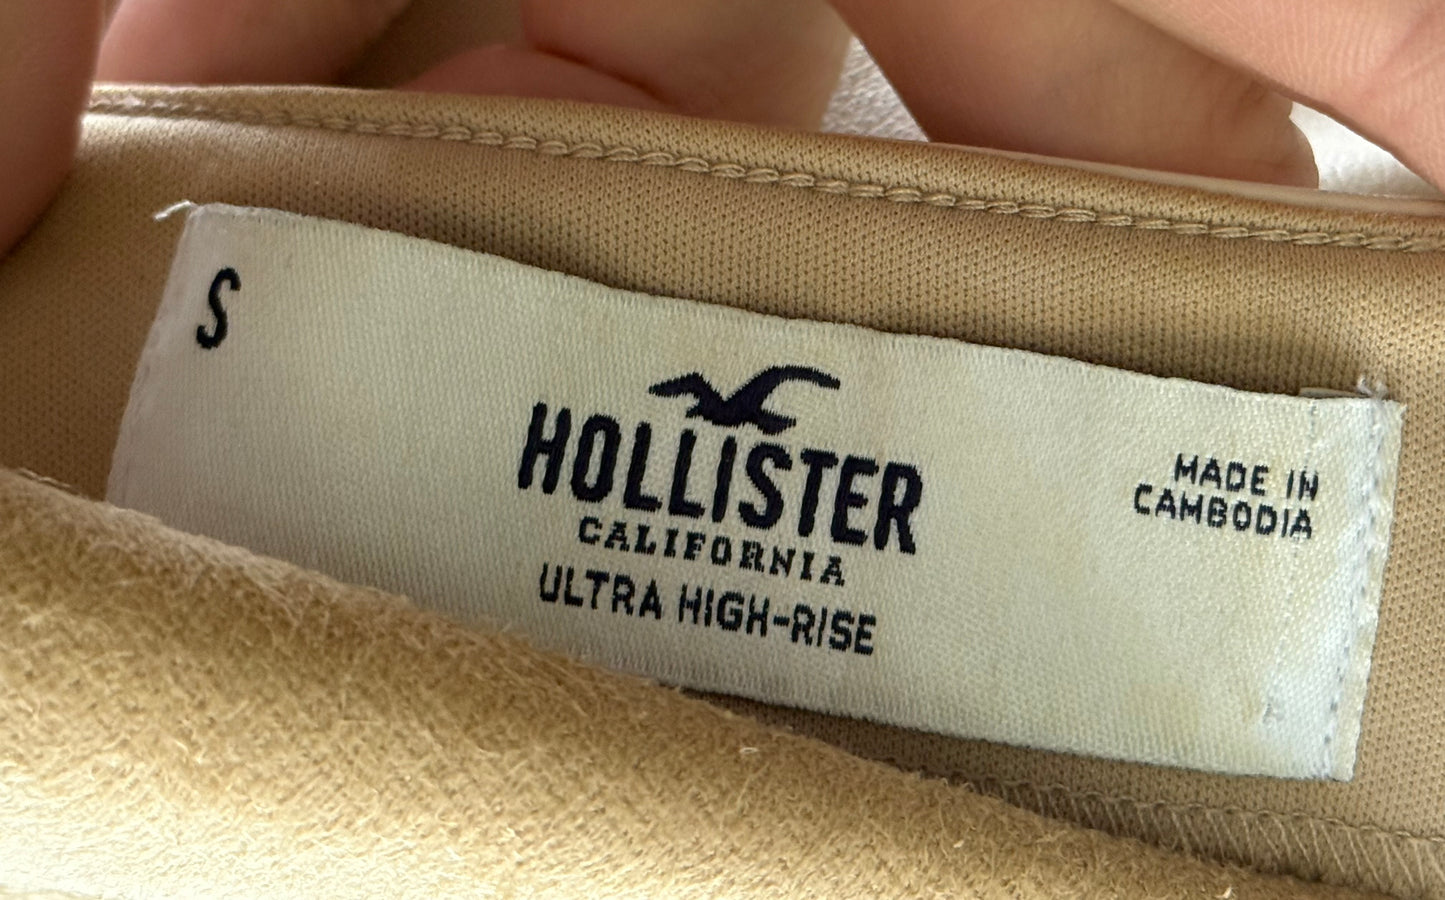 S
HOLLISTER
CALIFORNIA
ULTRA HIGH-RISE
MADE IN
CAMBODIA